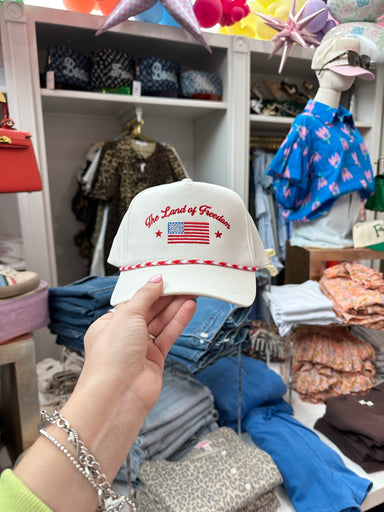 The Land of Freedom